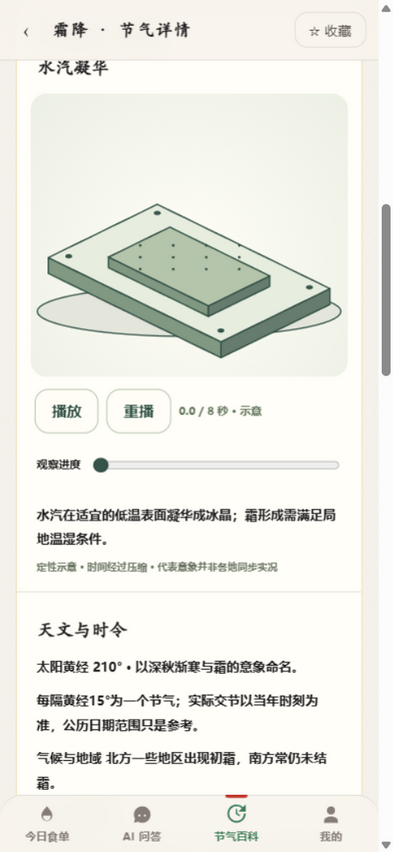 ‹ 霜降 · 节气详情 ☆ 收藏
水汽凝华
播放 重播 0.0 / 8 秒 • 示意
观察进度
水汽在适宜的低温表面凝华成冰晶；霜形成需满足局
地温湿条件。
定性示意 • 时间经过压缩 • 代表意象并非各地同步实况
天文与时令
太阳黄经 210° • 以深秋渐寒与霜的意象命名。
每隔黄经15°为一个节气；实际交节以当年时刻为
准，公历日期范围只是参考。
气候与地域 北方一些地区出现初霜，南方常仍未结
霜。
今日食单 AI 问答 节气百科 我的